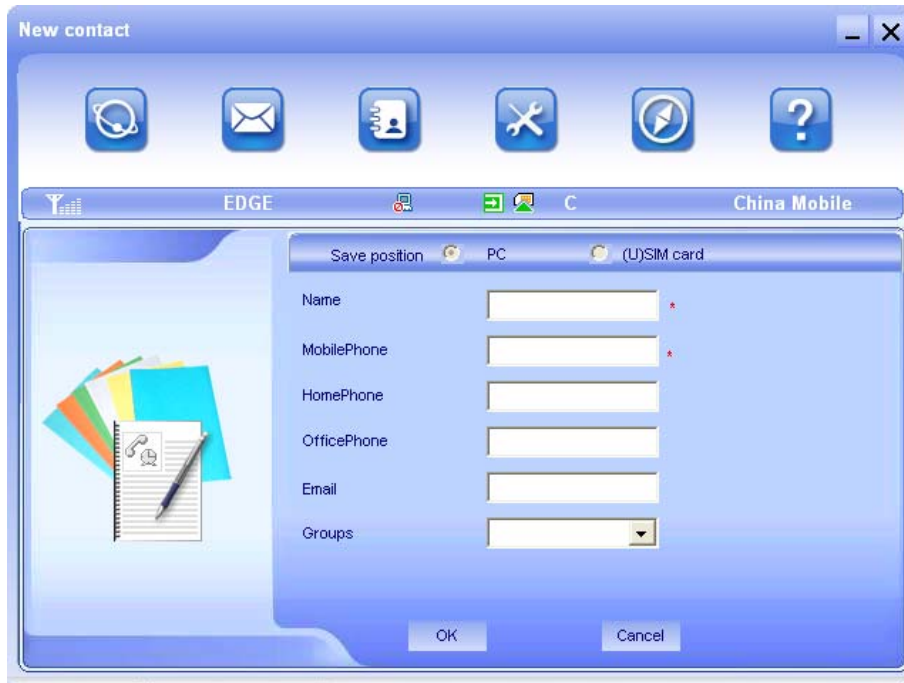 New contact
EDGE C China Mobile
Save position PC (U)SIM card
Name *
MobilePhone *
HomePhone
OfficePhone
Email
Groups
OK Cancel